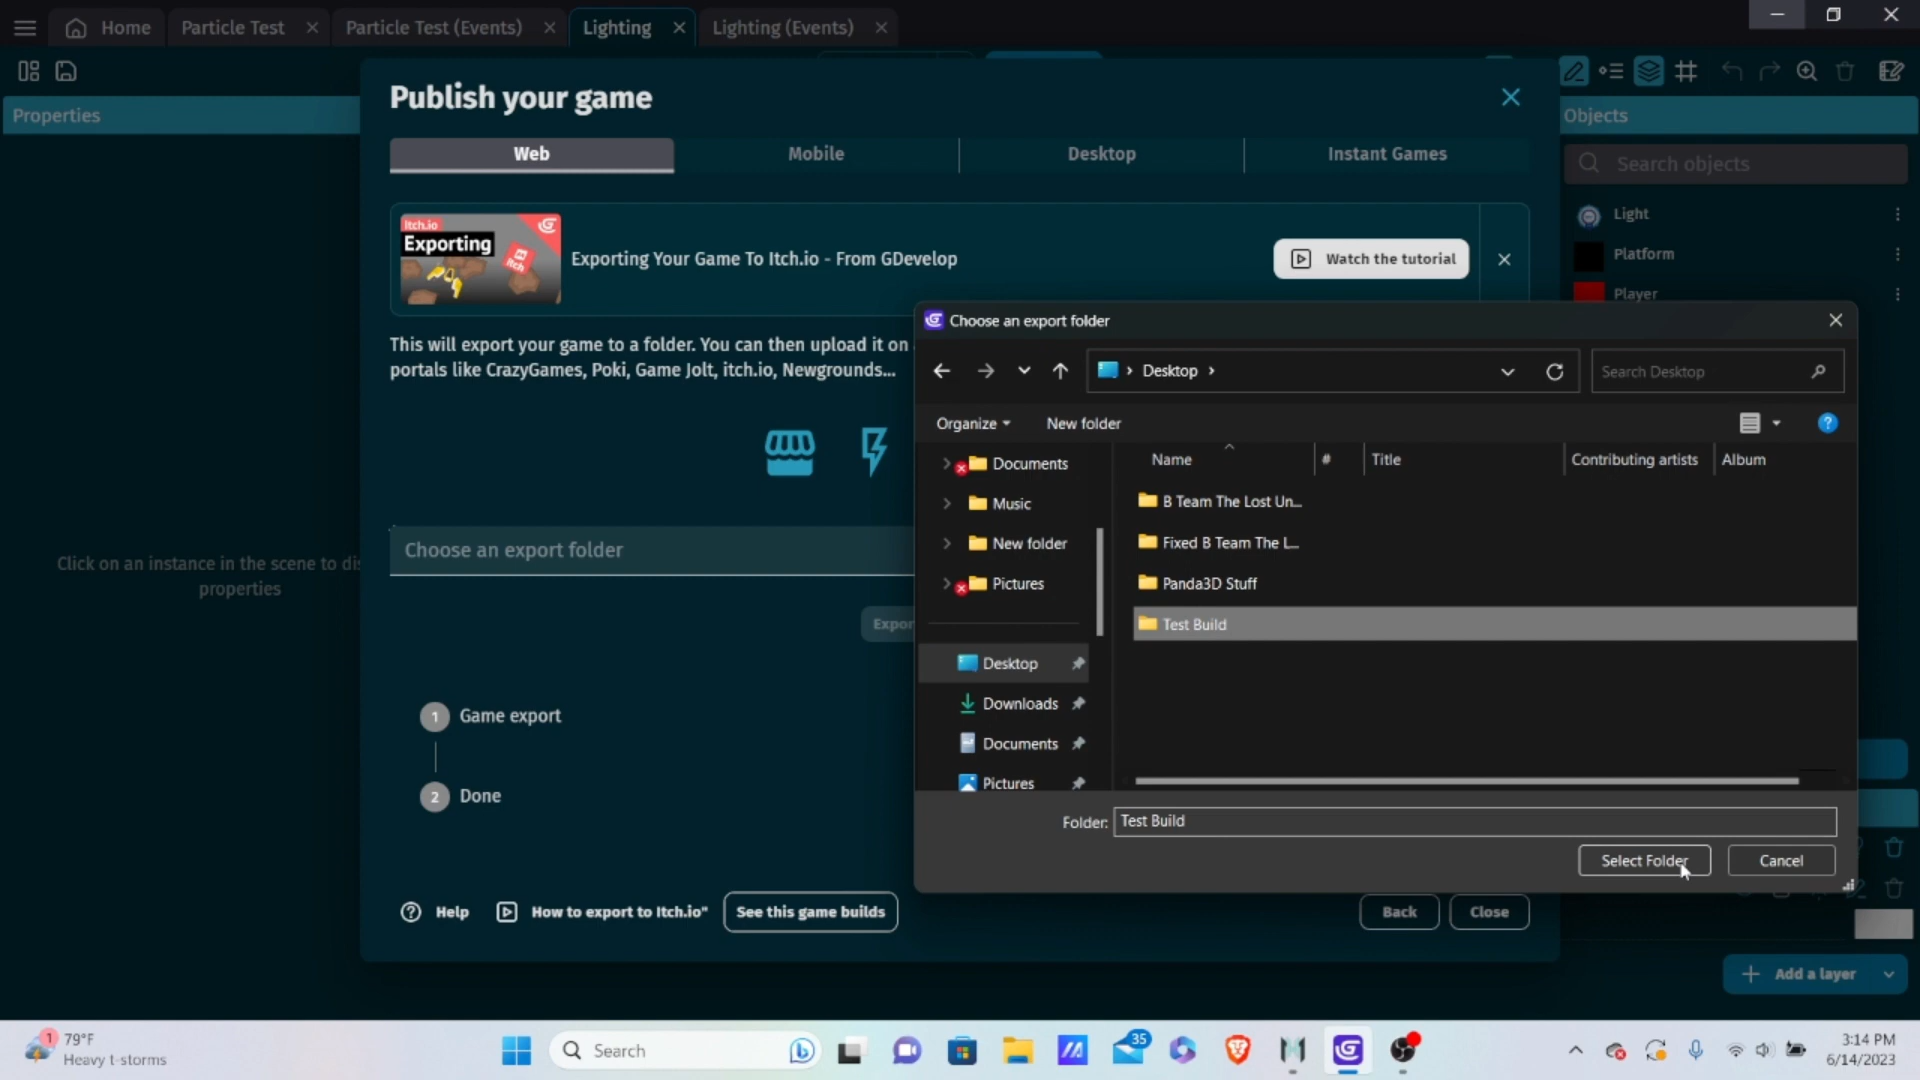 Home
Particle Test
Particle Test (Events)
Lighting
Lighting (Events)
Properties
Publish your game
Objects
Web
Mobile
Desktop
Instant Games
Search objects
Itch.io
Exporting
Itch
Exporting Your Game To Itch.io - From GDevelop
Watch the tutorial
Light
Platform
Player
This will export your game to a folder. You can then upload it on
portals like CrazyGames, Poki, Game Jolt, itch.io, Newgrounds...
Choose an export folder
Desktop
Search Desktop
Organize
New folder
Name
#
Title
Contributing artists
Album
Documents
Music
New folder
Pictures
Desktop
Downloads
Documents
Pictures
B Team The Lost Un...
Fixed B Team The L...
Panda3D Stuff
Test Build
Folder:
Test Build
Select Folder
Cancel
Click on an instance in the scene to di
properties
Choose an export folder
Expor
1 Game export
2 Done
Help
How to export to Itch.io"
See this game builds
Back
Close
Add a layer
1
79°F
Heavy t-storms
Search
35
3:14 PM
6/14/2023